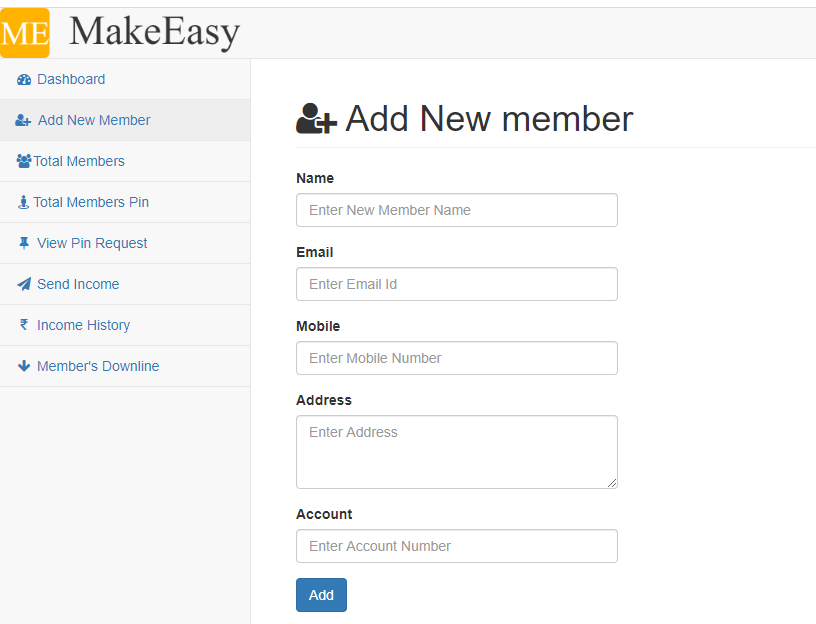 ME MakeEasy
Dashboard
Add New Member
Total Members
Total Members Pin
View Pin Request
Send Income
₹ Income History
Member's Downline
Add New member
Name
Enter New Member Name
Email
Enter Email Id
Mobile
Enter Mobile Number
Address
Enter Address
Account
Enter Account Number
Add